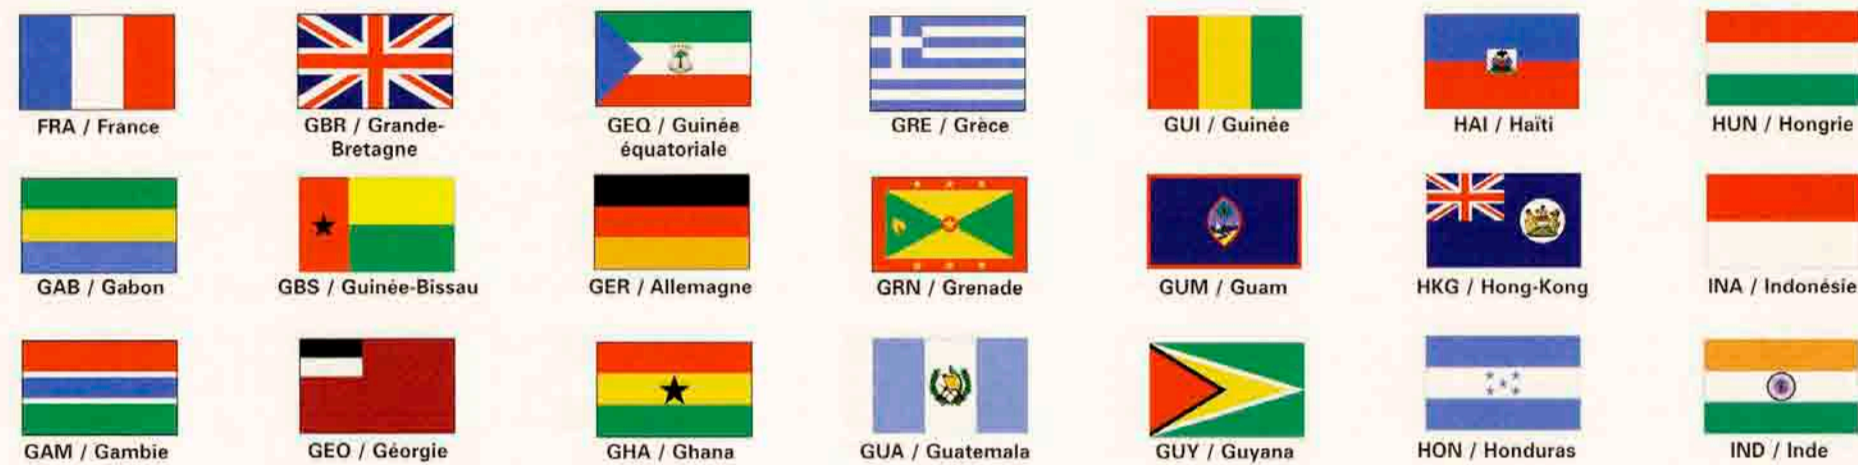 FRA / France
GBR / Grande-
Bretagne
GEQ / Guinée
équatoriale
GRE / Grèce
GUI / Guinée
HAI / Haïti
HUN / Hongrie
GAB / Gabon
GBS / Guinée-Bissau
GER / Allemagne
GRN / Grenade
GUM / Guam
HKG / Hong-Kong
INA / Indonésie
GAM / Gambie
GEO / Géorgie
GHA / Ghana
GUA / Guatemala
GUY / Guyana
HON / Honduras
IND / Inde